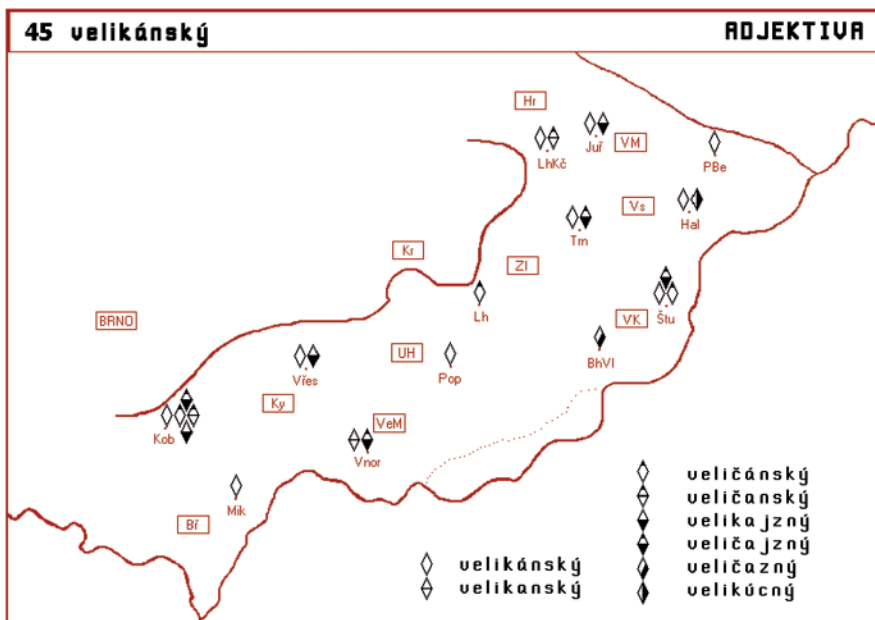 45 velikánský ADJEKTIVA
Hr
Juř
VM
LhKč
PBe
Vs
Hal
Trn
Kr
Zl
Lh
Štu
BRNO
VK
UH
BhVl
Vřes
Pop
Ky
VeM
Kob
Vnor
Mik
Bř
velikánský
velikanský
veličánský
veličanský
velikajzný
veličajzný
veličazný
velikúcný